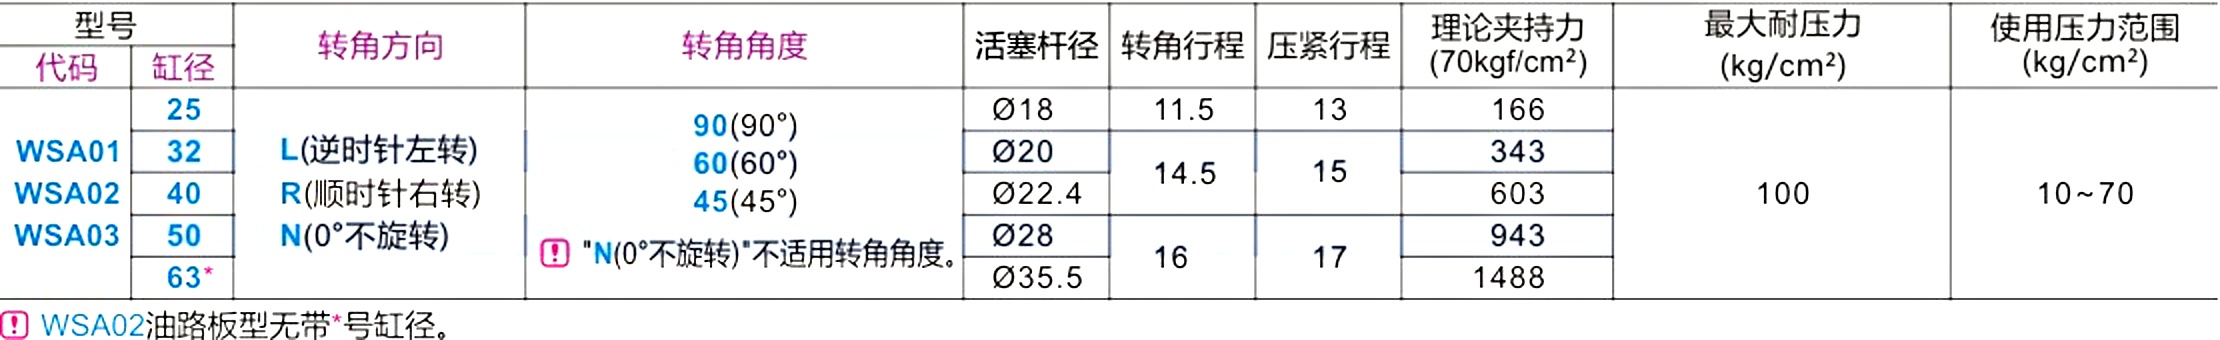 型号 转角方向 转角角度 活塞杆径 转角行程 压紧行程 理论夹持力 最大耐压力 使用压力范围
代码 缸径 (70kgf/cm²) (kg/cm²) (kg/cm²)
25 Ø18 11.5 13 166
WSA01 32 L(逆时针左转) 90(90°) Ø20 14.5 15 343
WSA02 40 R(顺时针右转) 60(60°) Ø22.4 603 100 10~70
WSA03 50 N(0°不旋转) 45(45°) Ø28 16 17 943
63* "N(0°不旋转)"不适用转角角度。 Ø35.5 1488
WSA02油路板型无带*号缸径。